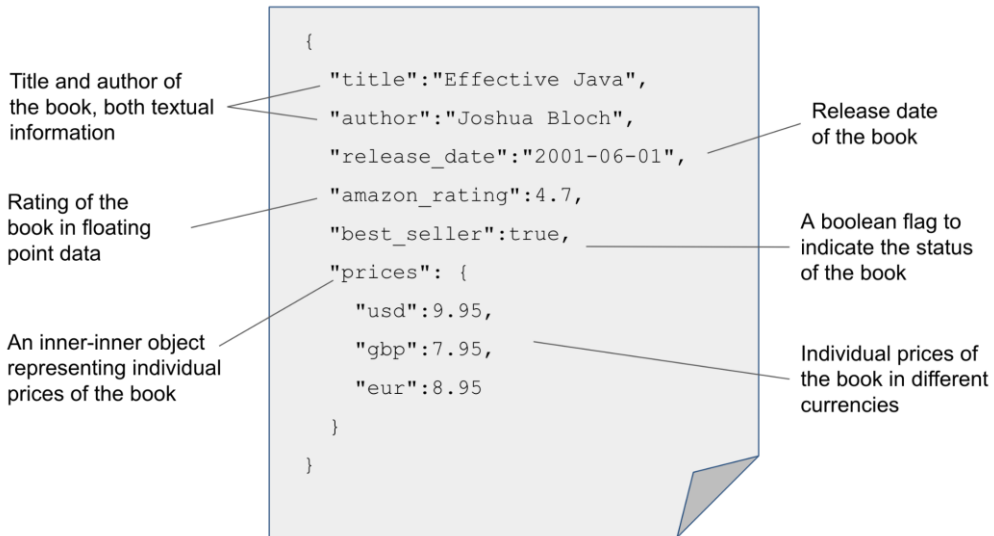 {
"title":"Effective Java",
"author":"Joshua Bloch",
"release_date":"2001-06-01",
"amazon_rating":4.7,
"best_seller":true,
"prices": {
"usd":9.95,
"gbp":7.95,
"eur":8.95
}
}
Title and author of
the book, both textual
information
Rating of the
book in floating
point data
An inner-inner object
representing individual
prices of the book
Release date
of the book
A boolean flag to
indicate the status
of the book
Individual prices of
the book in different
currencies